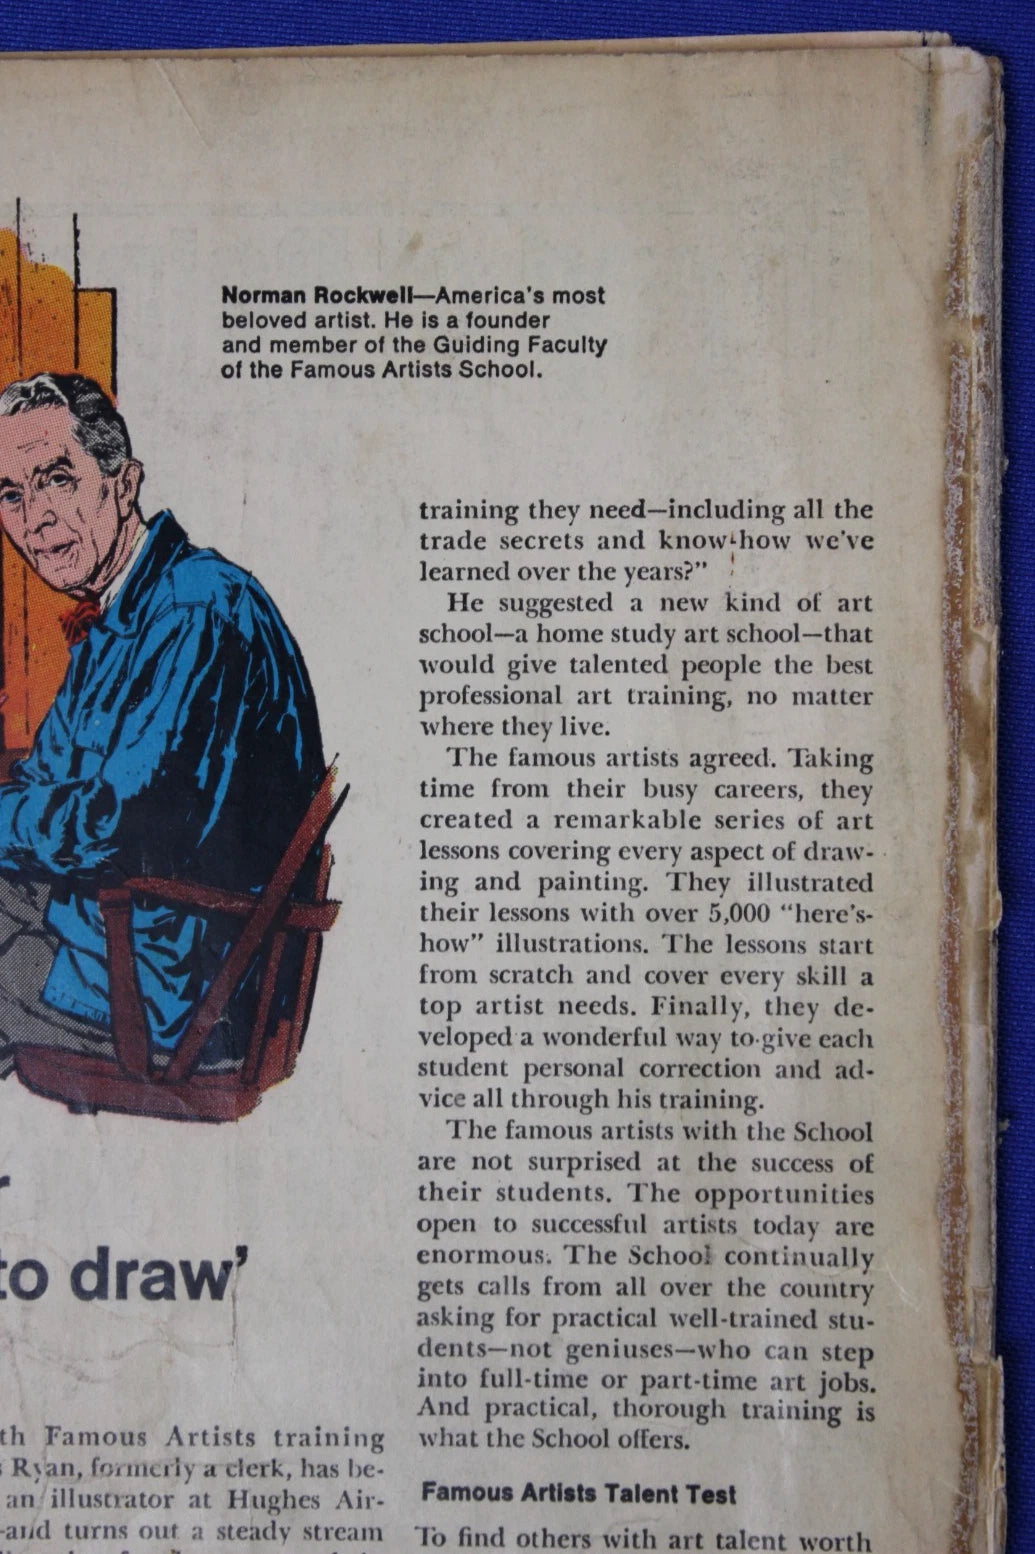 Norman Rockwell—America's most
beloved artist. He is a founder
and member of the Guiding Faculty
of the Famous Artists School.
to draw'
th Famous Artists training
Ryan, formerly a clerk, has be-
an illustrator at Hughes Air-
—and turns out a steady stream
training they need—including all the
trade secrets and know-how we've
learned over the years?"
He suggested a new kind of art
school—a home study art school—that
would give talented people the best
professional art training, no matter
where they live.
The famous artists agreed. Taking
time from their busy careers, they
created a remarkable series of art
lessons covering every aspect of draw-
ing and painting. They illustrated
their lessons with over 5,000 "here's-
how" illustrations. The lessons start
from scratch and cover every skill a
top artist needs. Finally, they de-
veloped a wonderful way to give each
student personal correction and ad-
vice all through his training.
The famous artists with the School
are not surprised at the success of
their students. The opportunities
open to successful artists today are
enormous. The School continually
gets calls from all over the country
asking for practical well-trained stu-
dents—not geniuses—who can step
into full-time or part-time art jobs.
And practical, thorough training is
what the School offers.
Famous Artists Talent Test
To find others with art talent worth